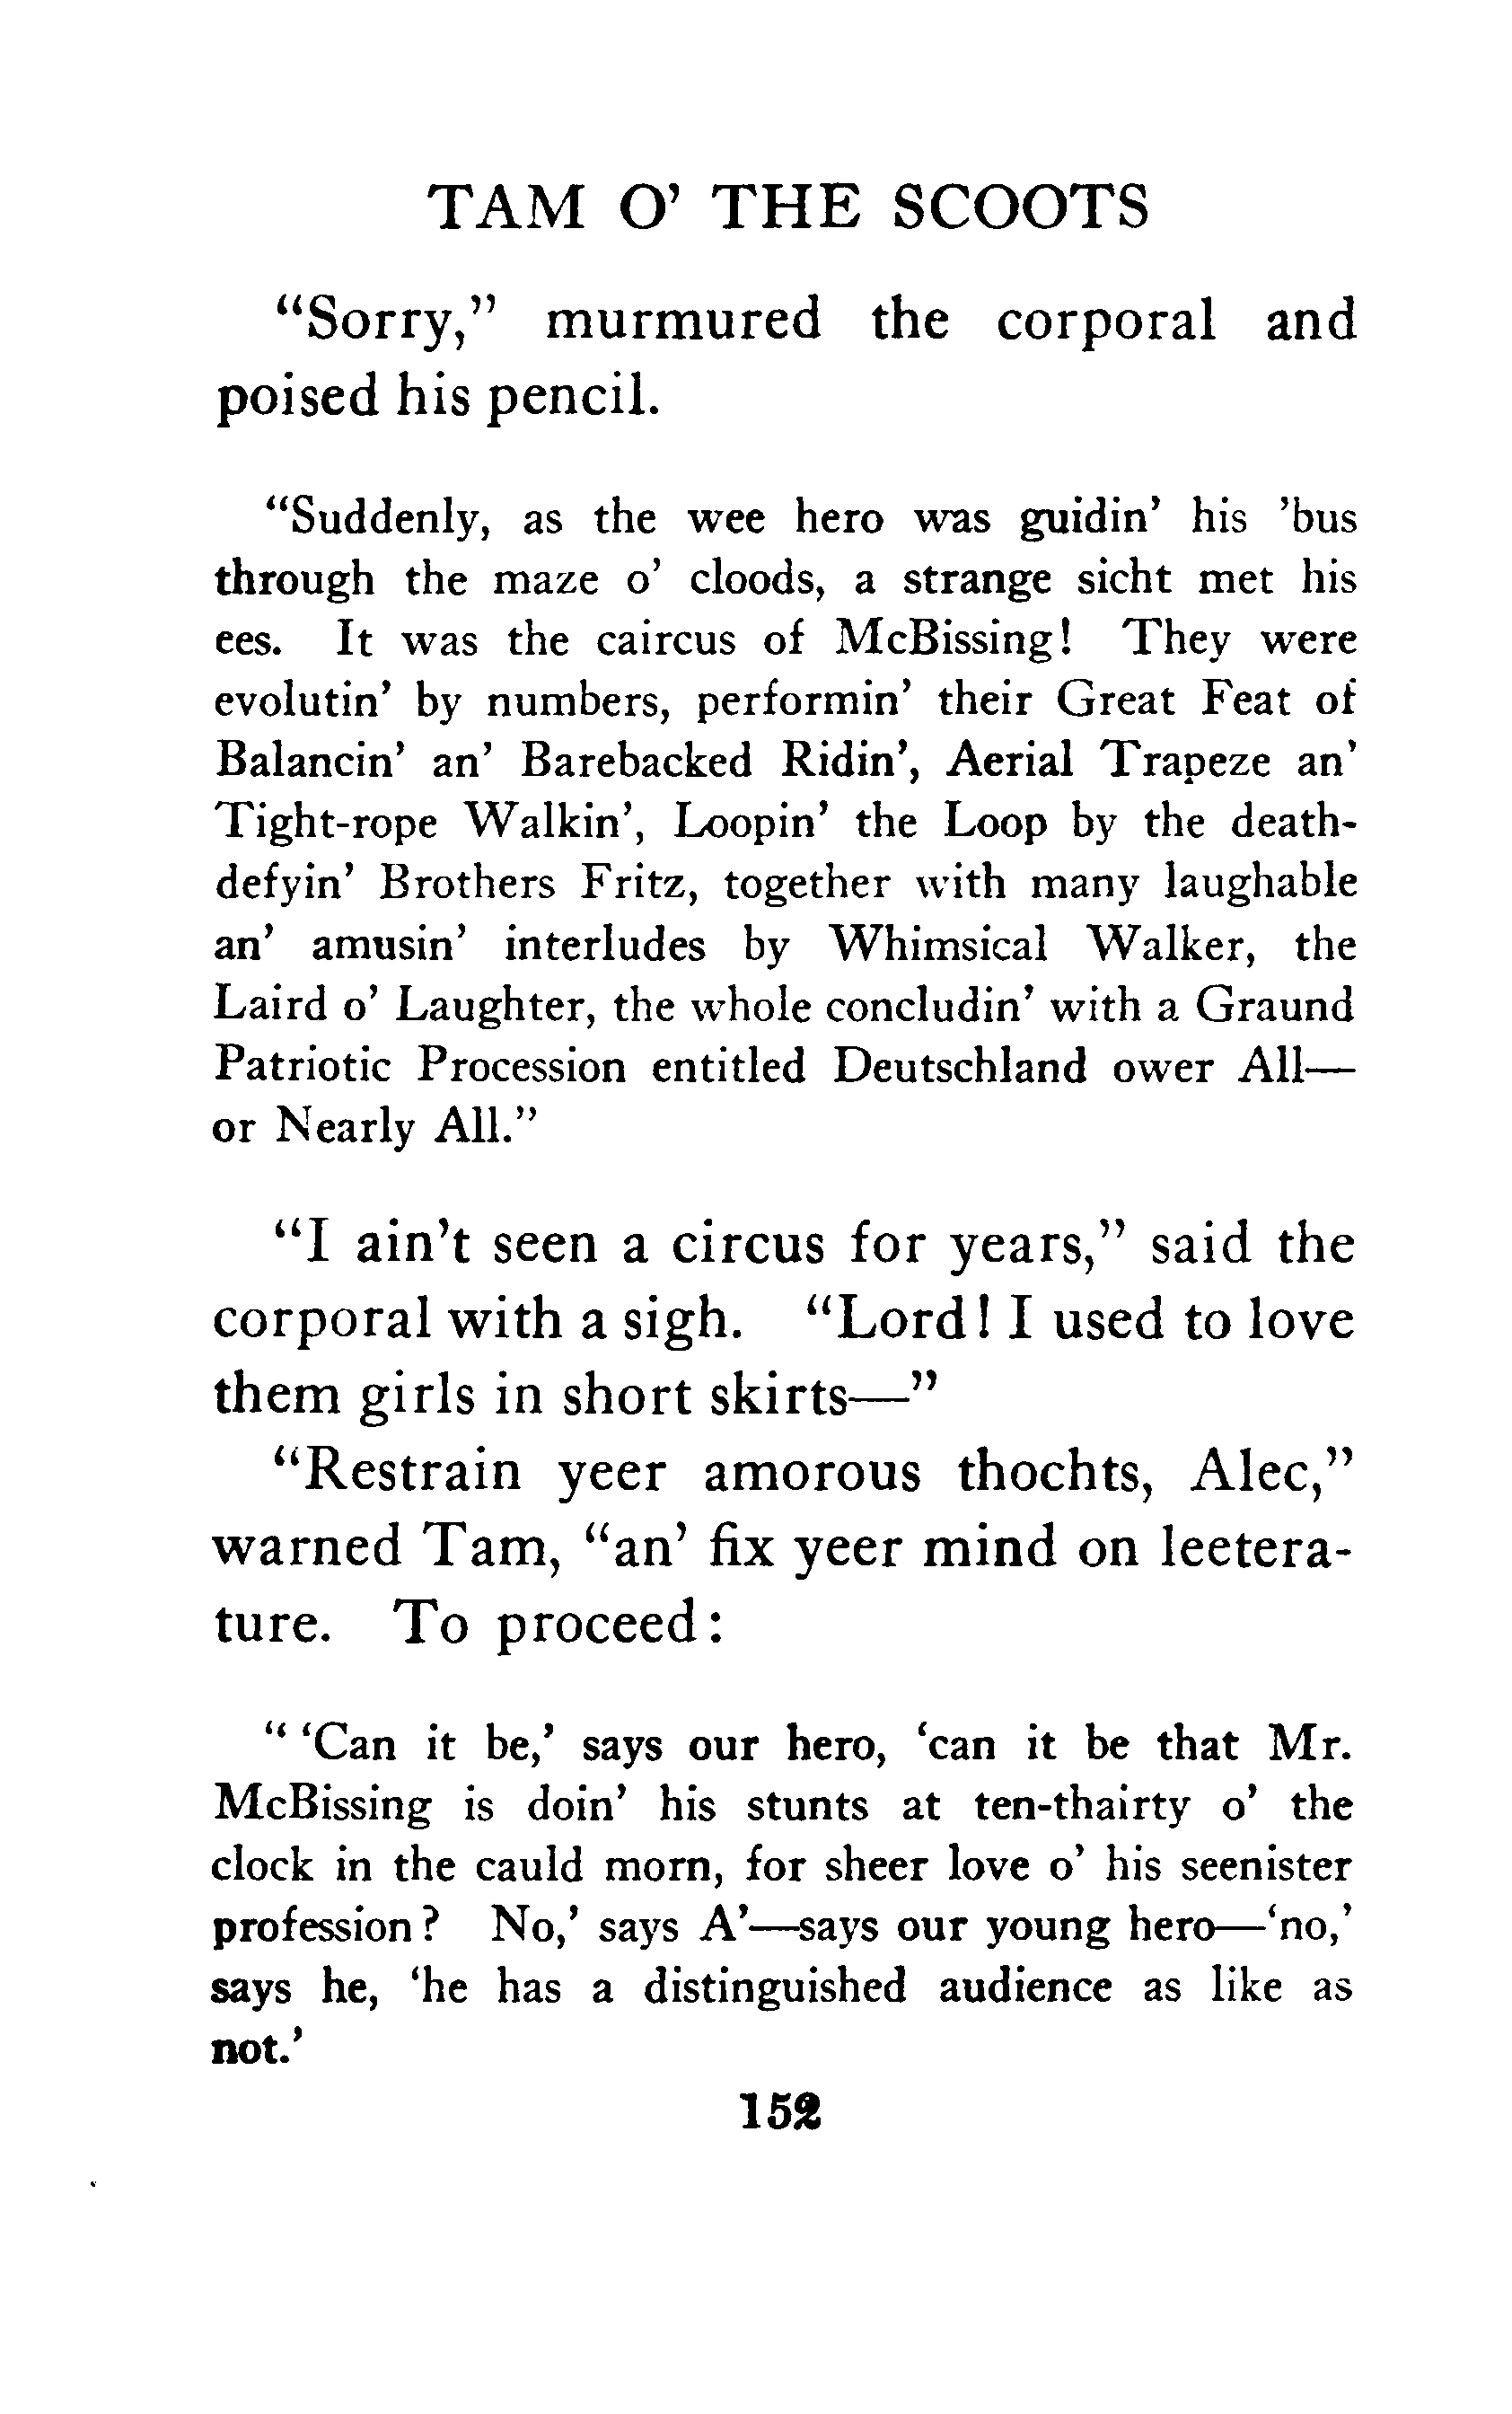 TAM O’ THE SCOOTS
“Sorry,” murmured the corporal and
poised his pencil.
“Suddenly, as the wee hero was guidin’ his ’bus
through the maze o’ cloods, a strange sicht met his
ees. It was the caircus of McBissing! They were
evolutin’ by numbers, performin’ their Great Feat of
Balancin’ an’ Barebacked Ridin’, Aerial Trapeze an’
Tight-rope Walkin’, Loopin’ the Loop by the death-
defyin’ Brothers Fritz, together with many laughable
an’ amusin’ interludes by Whimsical Walker, the
Laird o’ Laughter, the whole concludin’ with a Graund
Patriotic Procession entitled Deutschland ower All—
or Nearly All.”
“I ain’t seen a circus for years,” said the
corporal with a sigh. “Lord! I used to love
them girls in short skirts—”
“Restrain yeer amorous thochts, Alec,”
warned Tam, “an’ fix yeer mind on leetera-
ture. To proceed:
“ ‘Can it be,’ says our hero, ‘can it be that Mr.
McBissing is doin’ his stunts at ten-thairty o’ the
clock in the cauld morn, for sheer love o’ his seenister
profession? No,’ says A’—says our young hero—‘no,’
says he, ‘he has a distinguished audience as like as
not.’
152